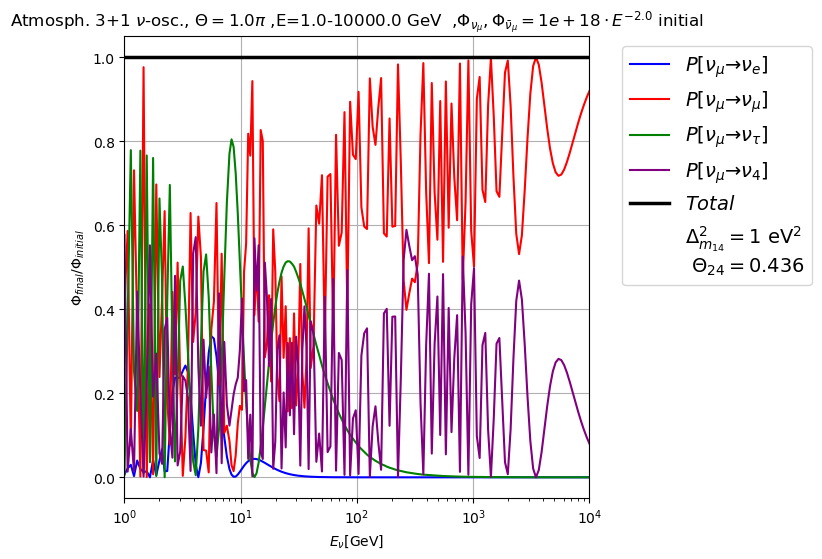 Atmosph. 3+1 ν-osc., Θ = 1.0π ,E=1.0-10000.0 GeV ,Φ_{ν_μ}, Φ_{ν̄_μ} = 1e + 18 · E^{−2.0} initial
1.0
0.8
0.6
0.4
0.2
0.0
Φ_{final}/Φ_{initial}
10^0 10^1 10^2 10^3 10^4
E_ν[GeV]
P[ν_μ→ν_e]
P[ν_μ→ν_μ]
P[ν_μ→ν_τ]
P[ν_μ→ν_4]
Total
Δ^2_{m_{14}} = 1 eV^2
Θ_{24} = 0.436